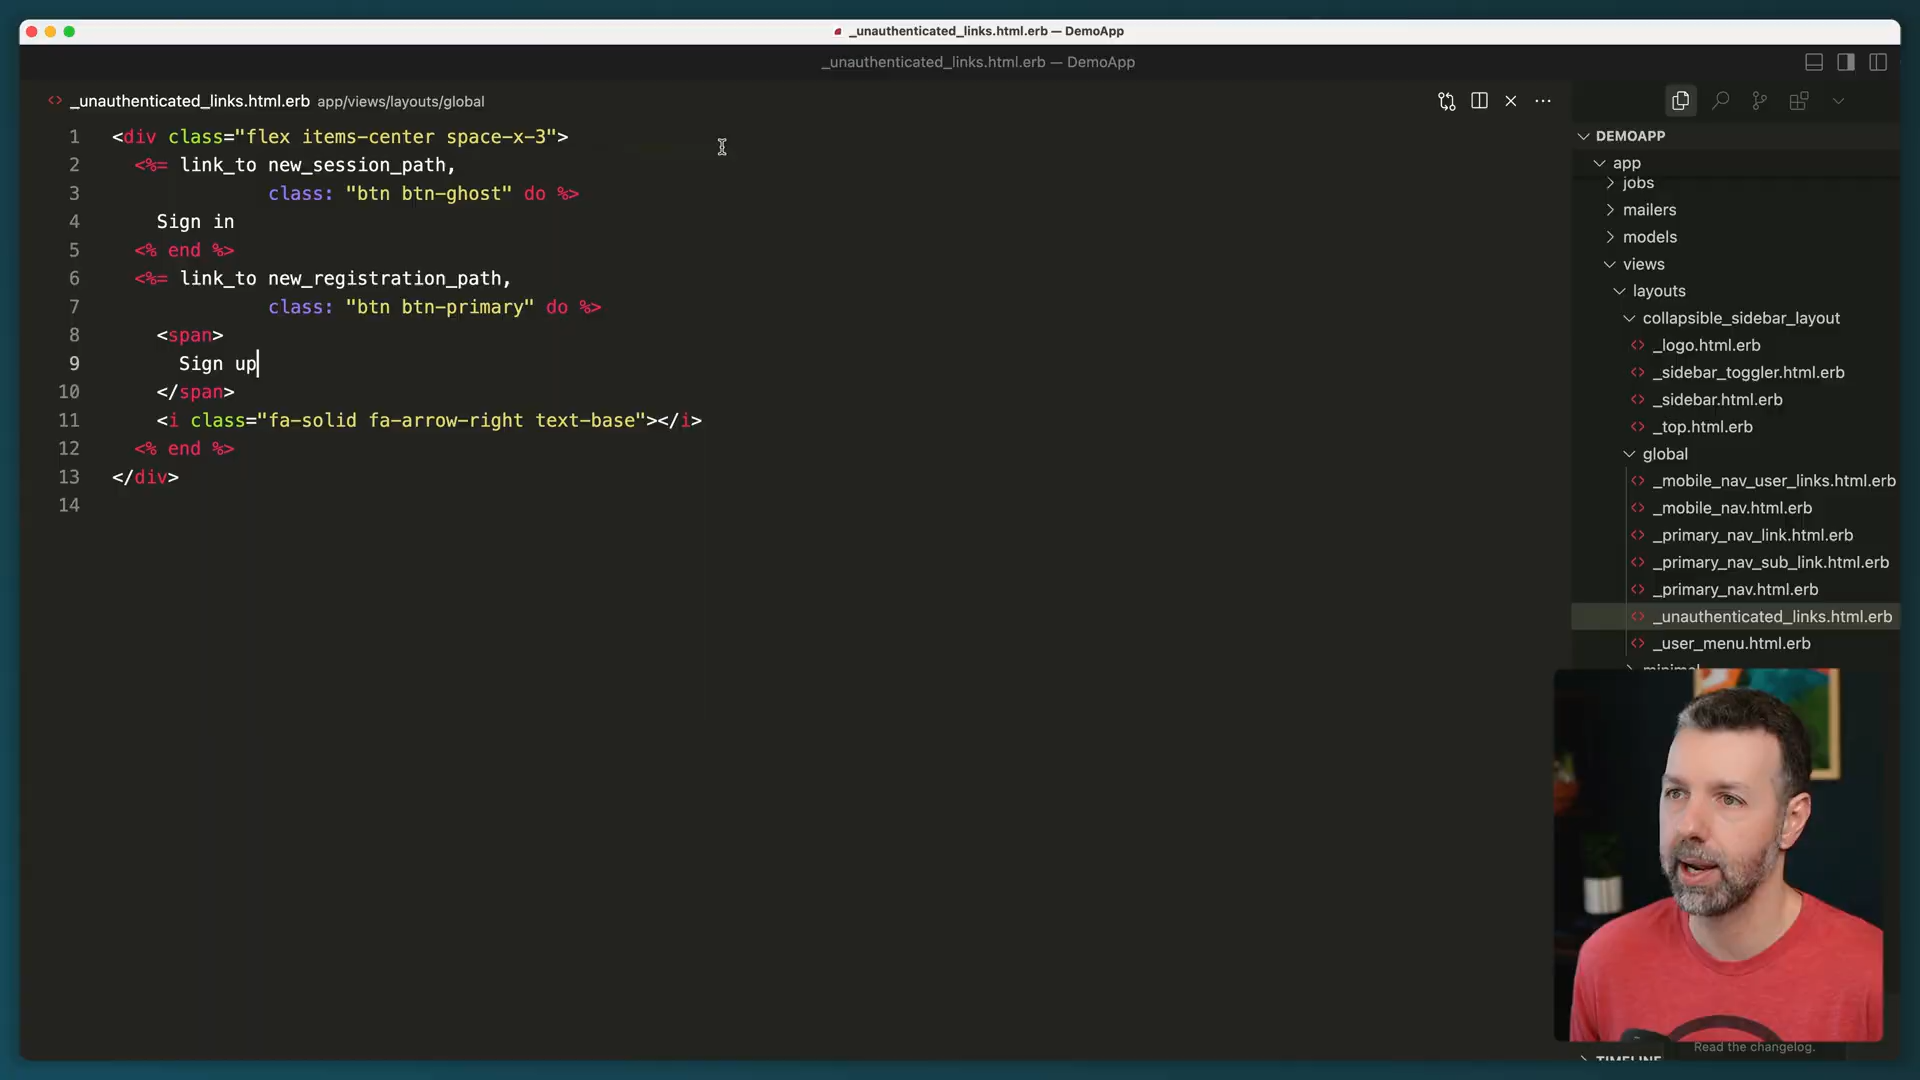 _unauthenticated_links.html.erb — DemoApp
_unauthenticated_links.html.erb — DemoApp
<> _unauthenticated_links.html.erb app/views/layouts/global
1 <div class="flex items-center space-x-3">
2   <%= link_to new_session_path,
3               class: "btn btn-ghost" do %>
4     Sign in
5   <% end %>
6   <%= link_to new_registration_path,
7               class: "btn btn-primary" do %>
8     <span>
9       Sign up
10     </span>
11     <i class="fa-solid fa-arrow-right text-base"></i>
12   <% end %>
13 </div>
14
DEMOAPP
app
jobs
mailers
models
views
layouts
collapsible_sidebar_layout
<> _logo.html.erb
<> _sidebar_toggler.html.erb
<> _sidebar.html.erb
<> _top.html.erb
global
<> _mobile_nav_user_links.html.erb
<> _mobile_nav.html.erb
<> _primary_nav_link.html.erb
<> _primary_nav_sub_link.html.erb
<> _primary_nav.html.erb
<> _unauthenticated_links.html.erb
<> _user_menu.html.erb
minimal
Read the changelog.
TIMELINE